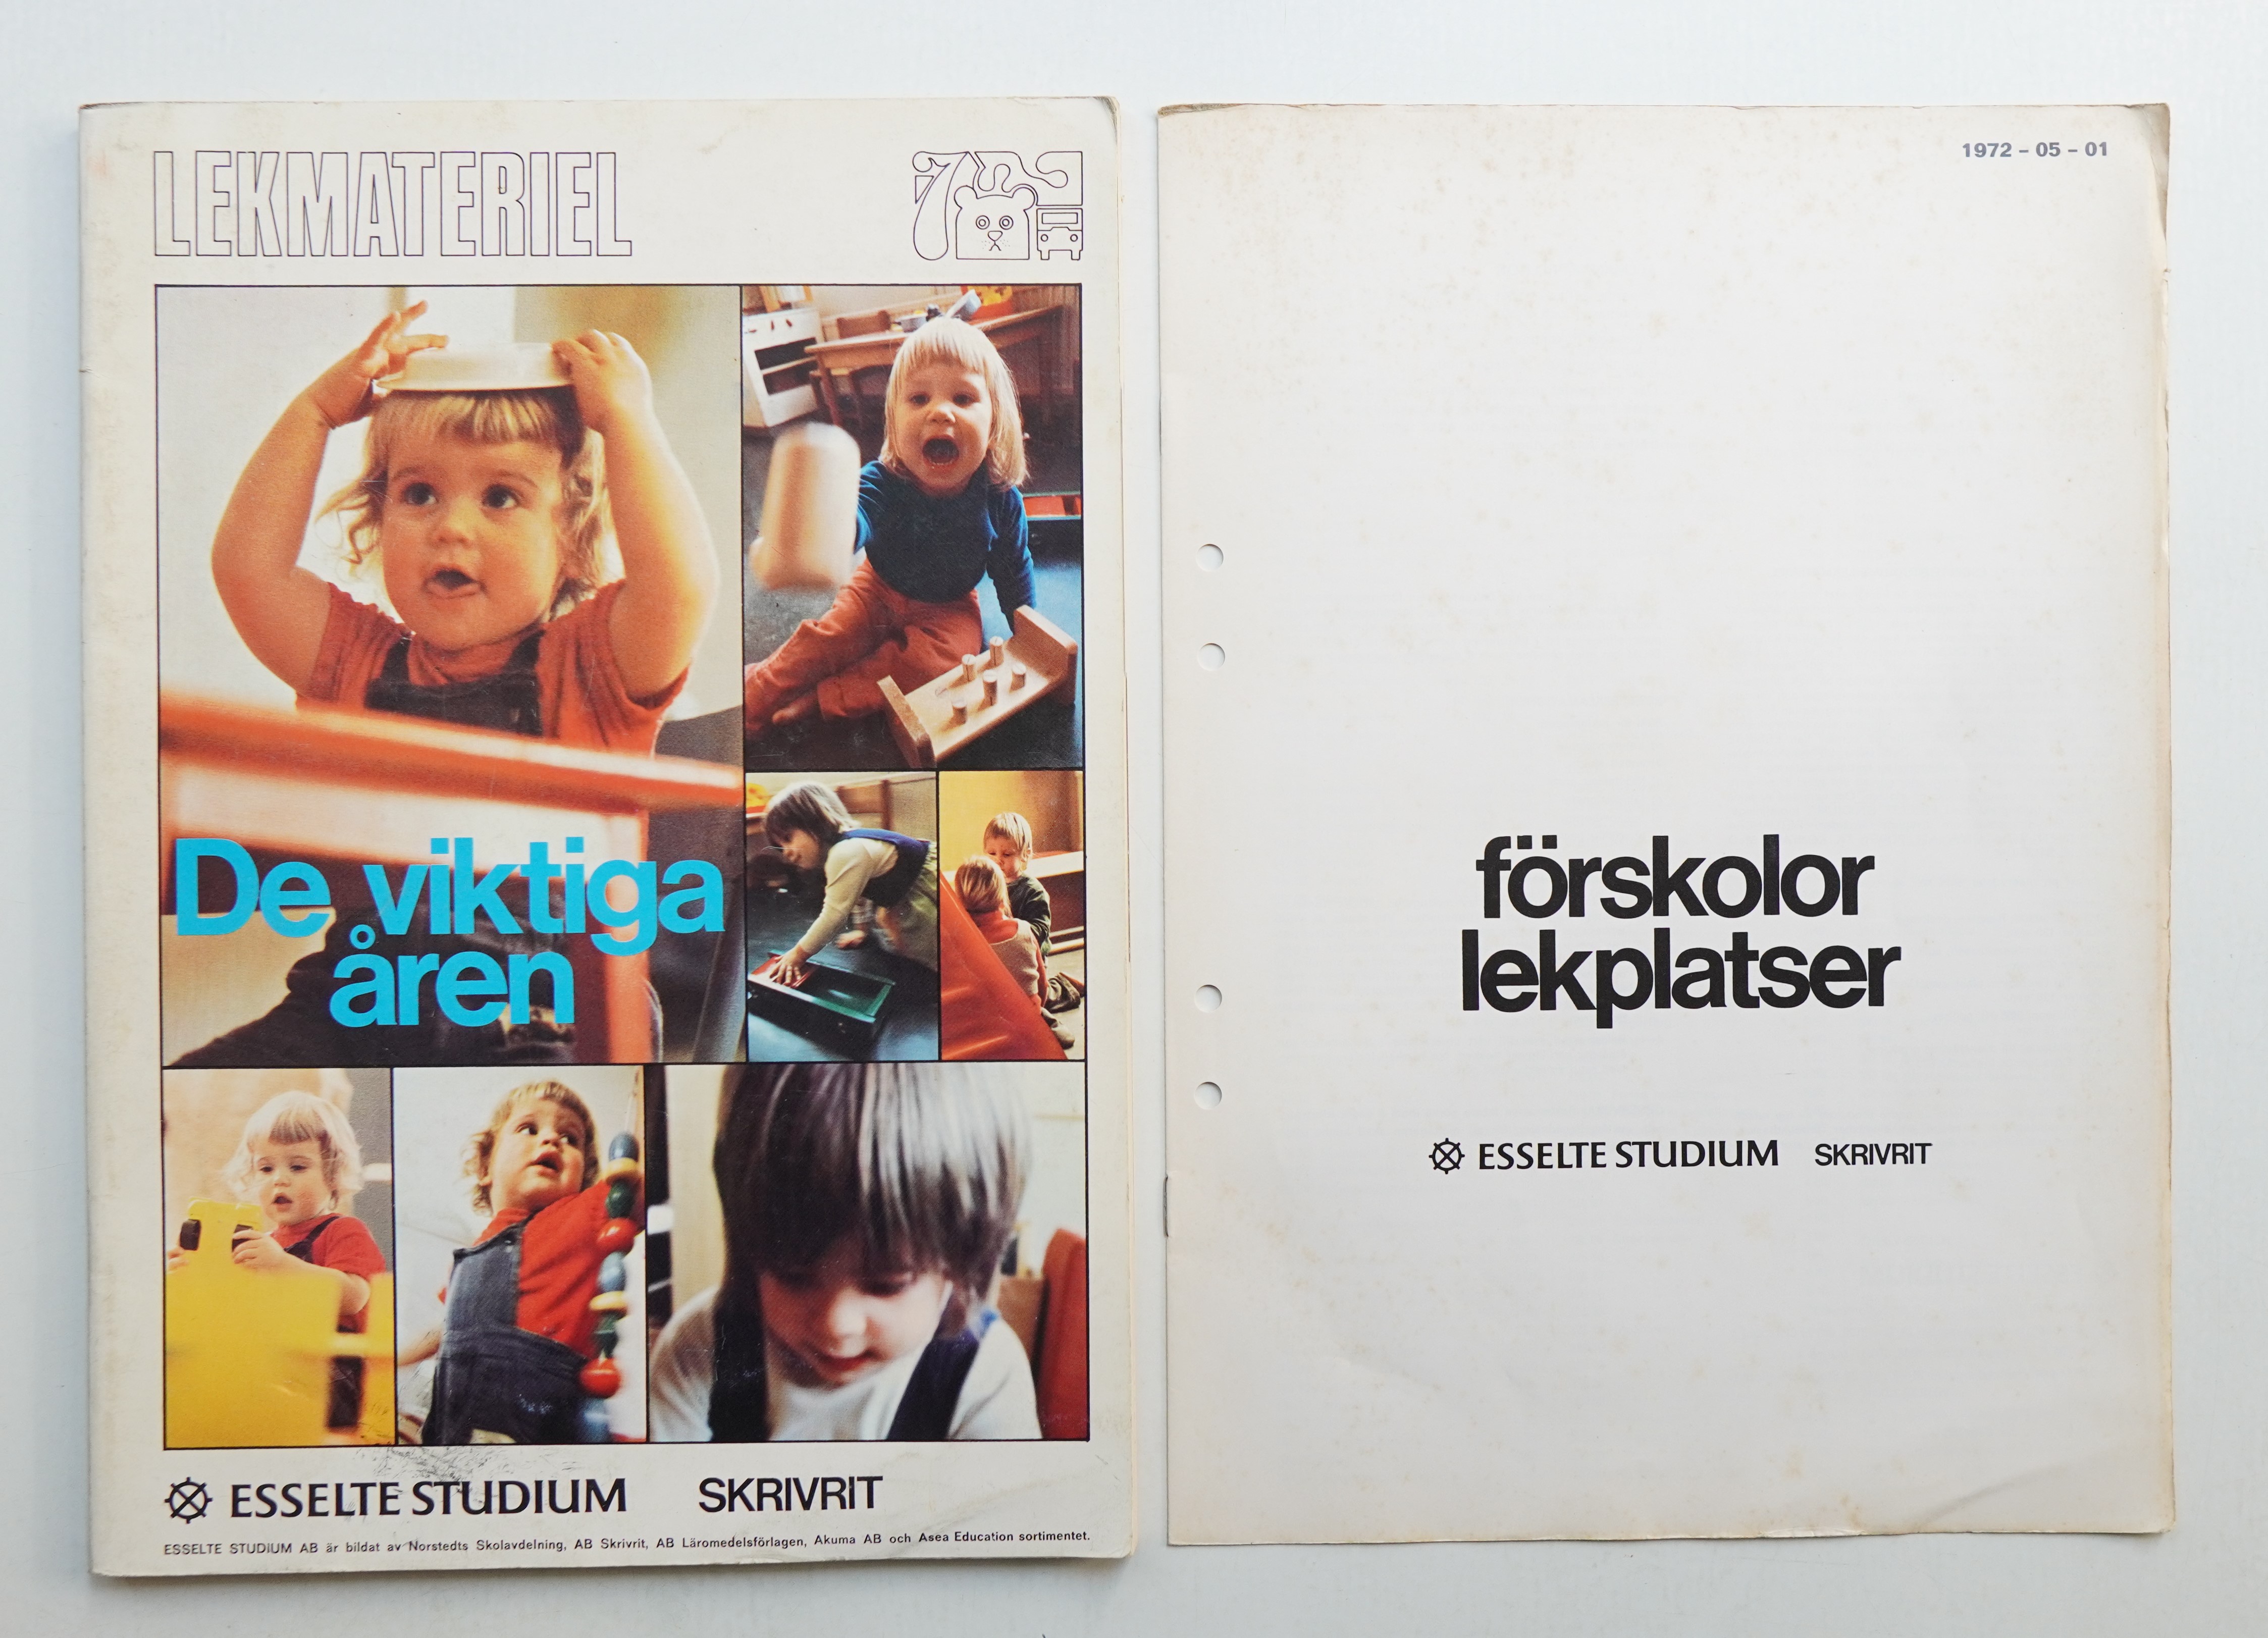 LEKMATERIEL
De viktiga
åren
ESSELTE STUDIUM SKRIVRIT
ESSELTE STUDIUM AB är bildat av Norstedts Skolavdelning, AB Skrivrit, AB Läromedelsförlagen, Akuma AB och Asea Education sortimentet.
1972 – 05 – 01
förskolor
lekplatser
ESSELTE STUDIUM SKRIVRIT